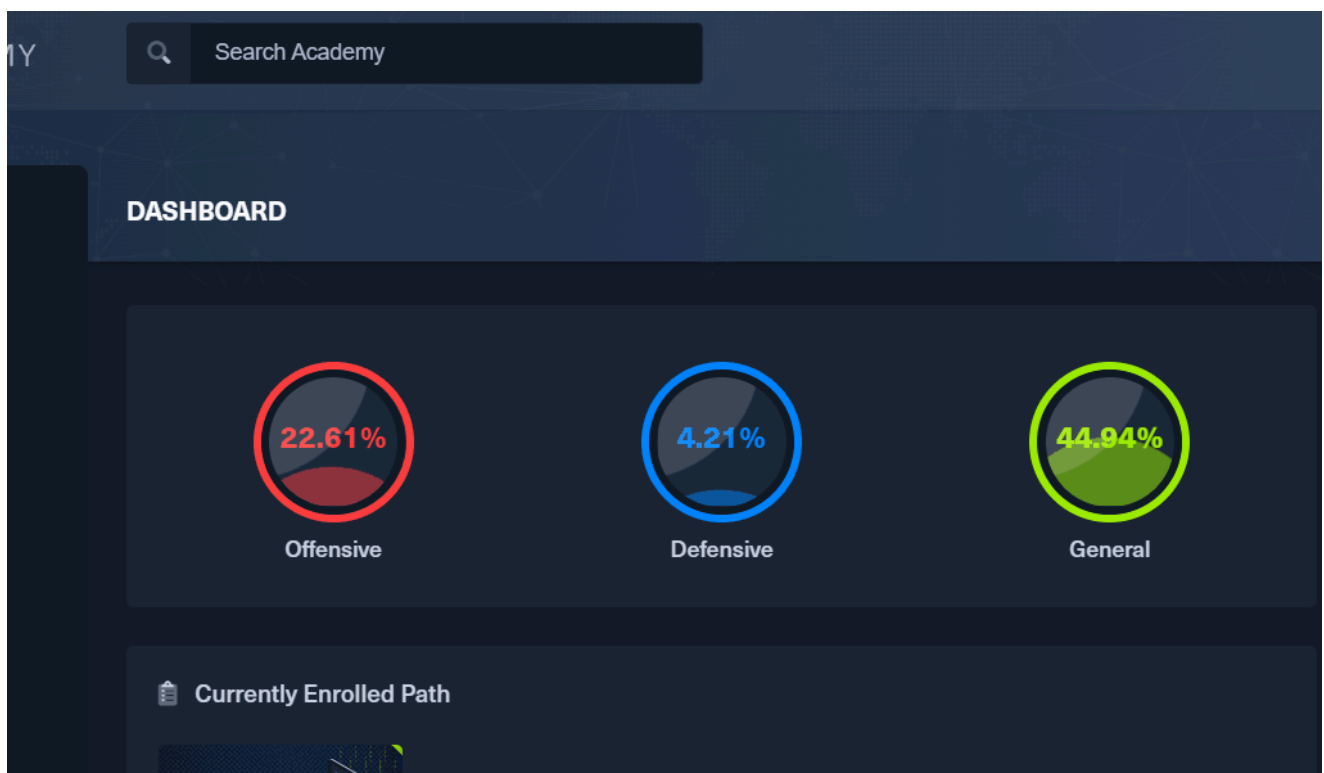 MY
Search Academy
DASHBOARD
22.61%
4.21%
44.94%
Offensive
Defensive
General
Currently Enrolled Path